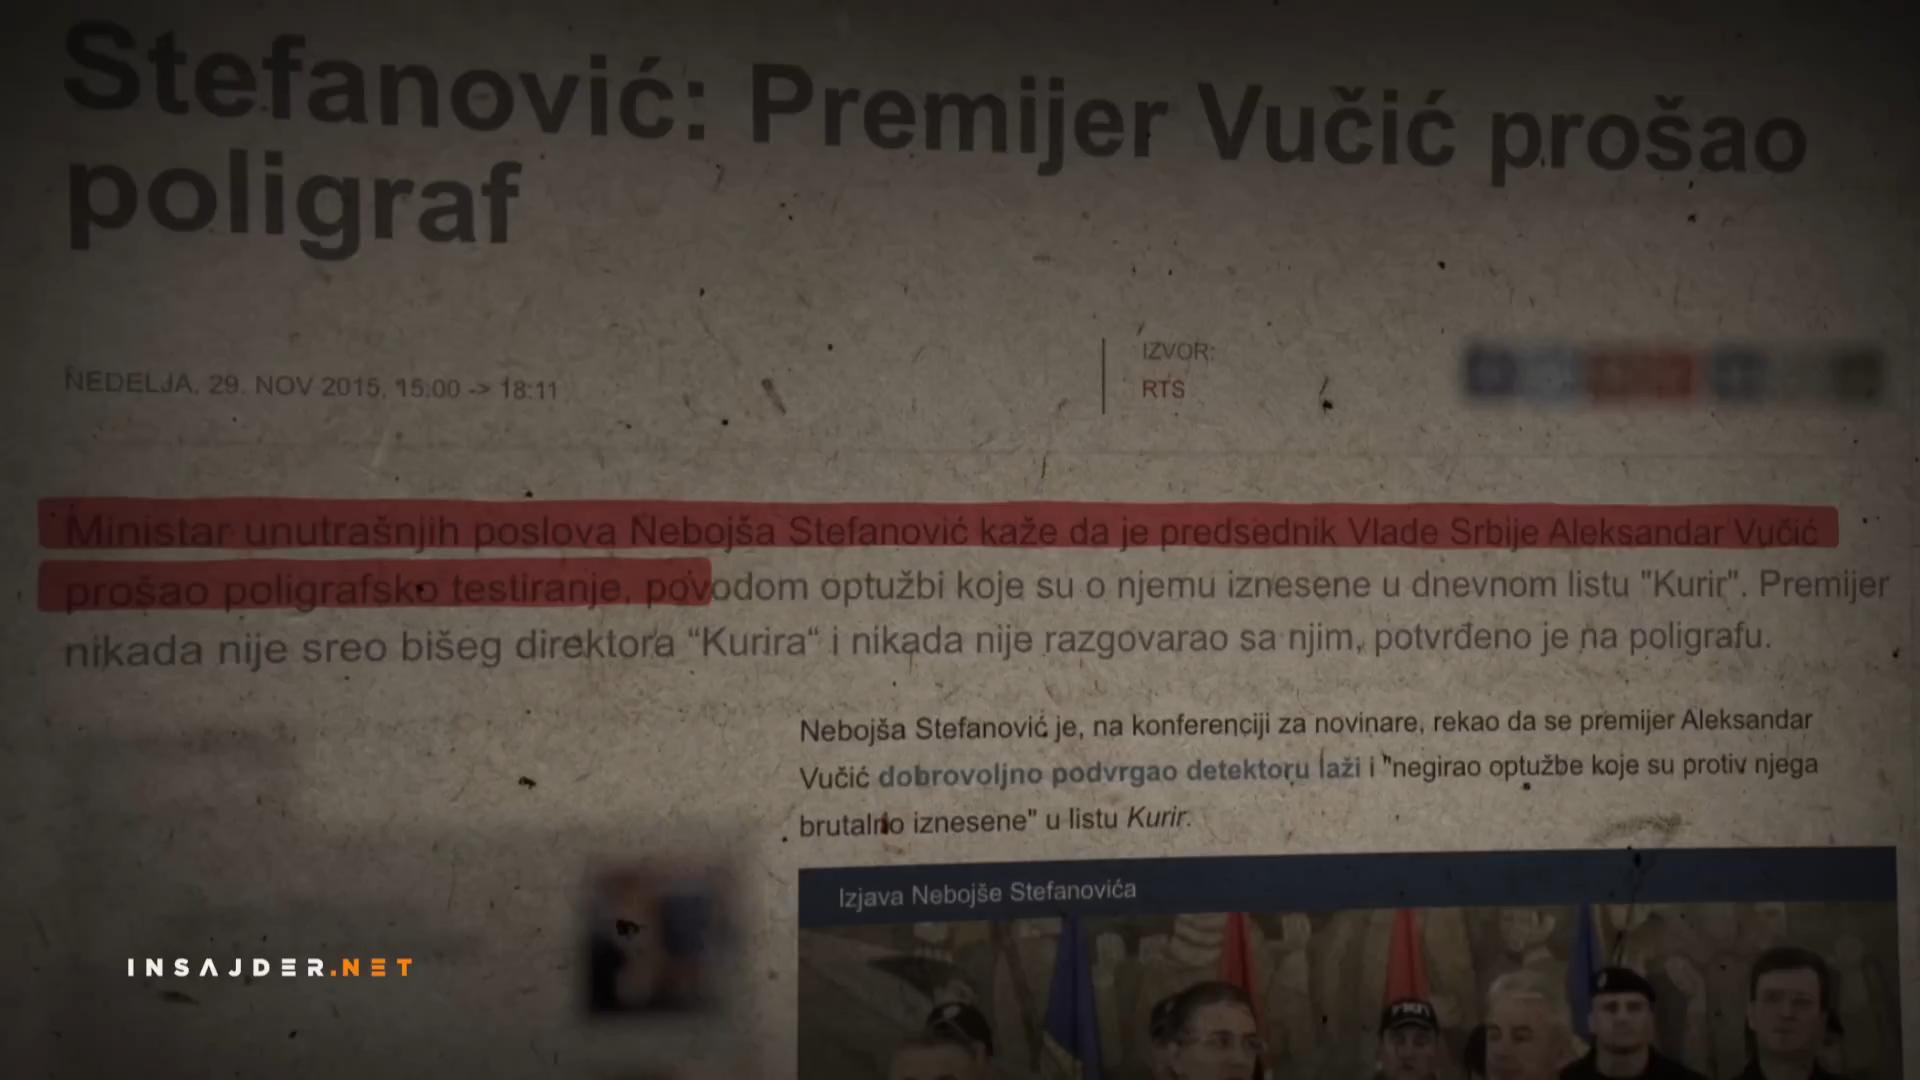 Stefanović: Premijer Vučić prošao
poligraf
NEDELJA, 29. NOV 2015, 15:00 -> 18:11
IZVOR:
RTS
Ministar unutrašnjih poslova Nebojša Stefanović kaže da je predsednik Vlade Srbije Aleksandar Vučić
prošao poligrafsko testiranje, povodom optužbi koje su o njemu iznesene u dnevnom listu "Kurir". Premijer
nikada nije sreo bišeg direktora “Kurira“ i nikada nije razgovarao sa njim, potvrđeno je na poligrafu.
Nebojša Stefanović je, na konferenciji za novinare, rekao da se premijer Aleksandar
Vučić dobrovoljno podvrgao detektoru laži i "negirao optužbe koje su protiv njega
brutalno iznesene" u listu Kurir.
Izjava Nebojše Stefanovića
INSAJDER.NET